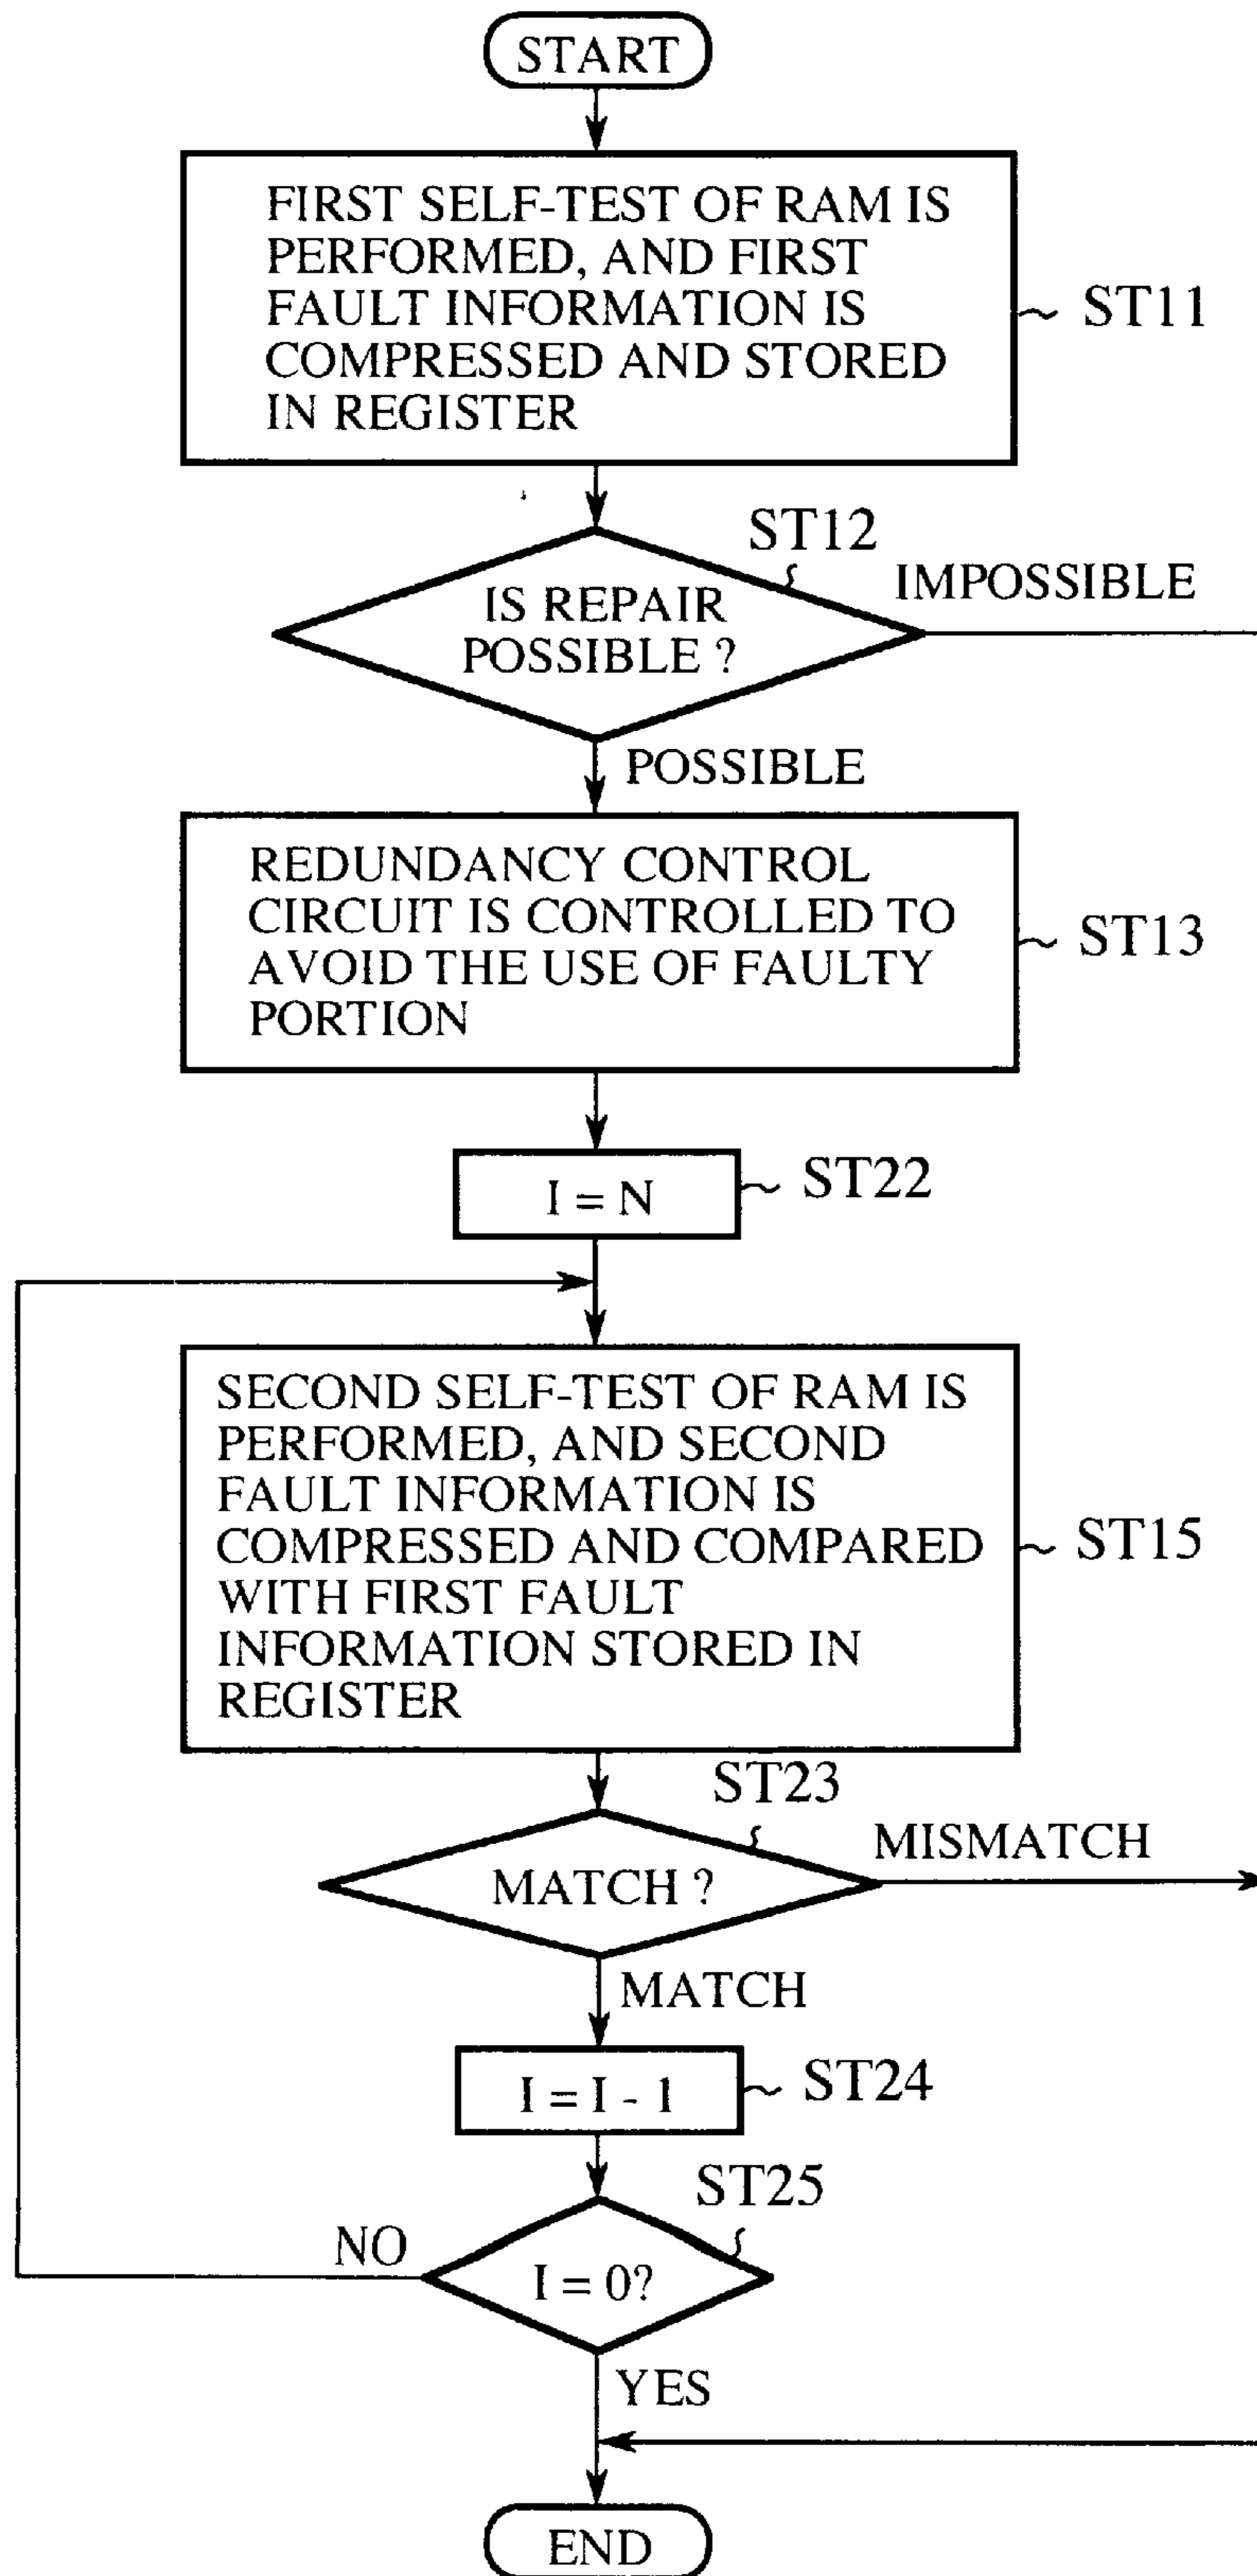 START
FIRST SELF-TEST OF RAM IS
PERFORMED, AND FIRST
FAULT INFORMATION IS
COMPRESSED AND STORED
IN REGISTER
ST11
ST12
IS REPAIR
POSSIBLE ?
IMPOSSIBLE
POSSIBLE
REDUNDANCY CONTROL
CIRCUIT IS CONTROLLED TO
AVOID THE USE OF FAULTY
PORTION
ST13
I = N
ST22
SECOND SELF-TEST OF RAM IS
PERFORMED, AND SECOND
FAULT INFORMATION IS
COMPRESSED AND COMPARED
WITH FIRST FAULT
INFORMATION STORED IN
REGISTER
ST15
ST23
MATCH ?
MISMATCH
MATCH
I = I - 1
ST24
ST25
I = 0?
NO
YES
END